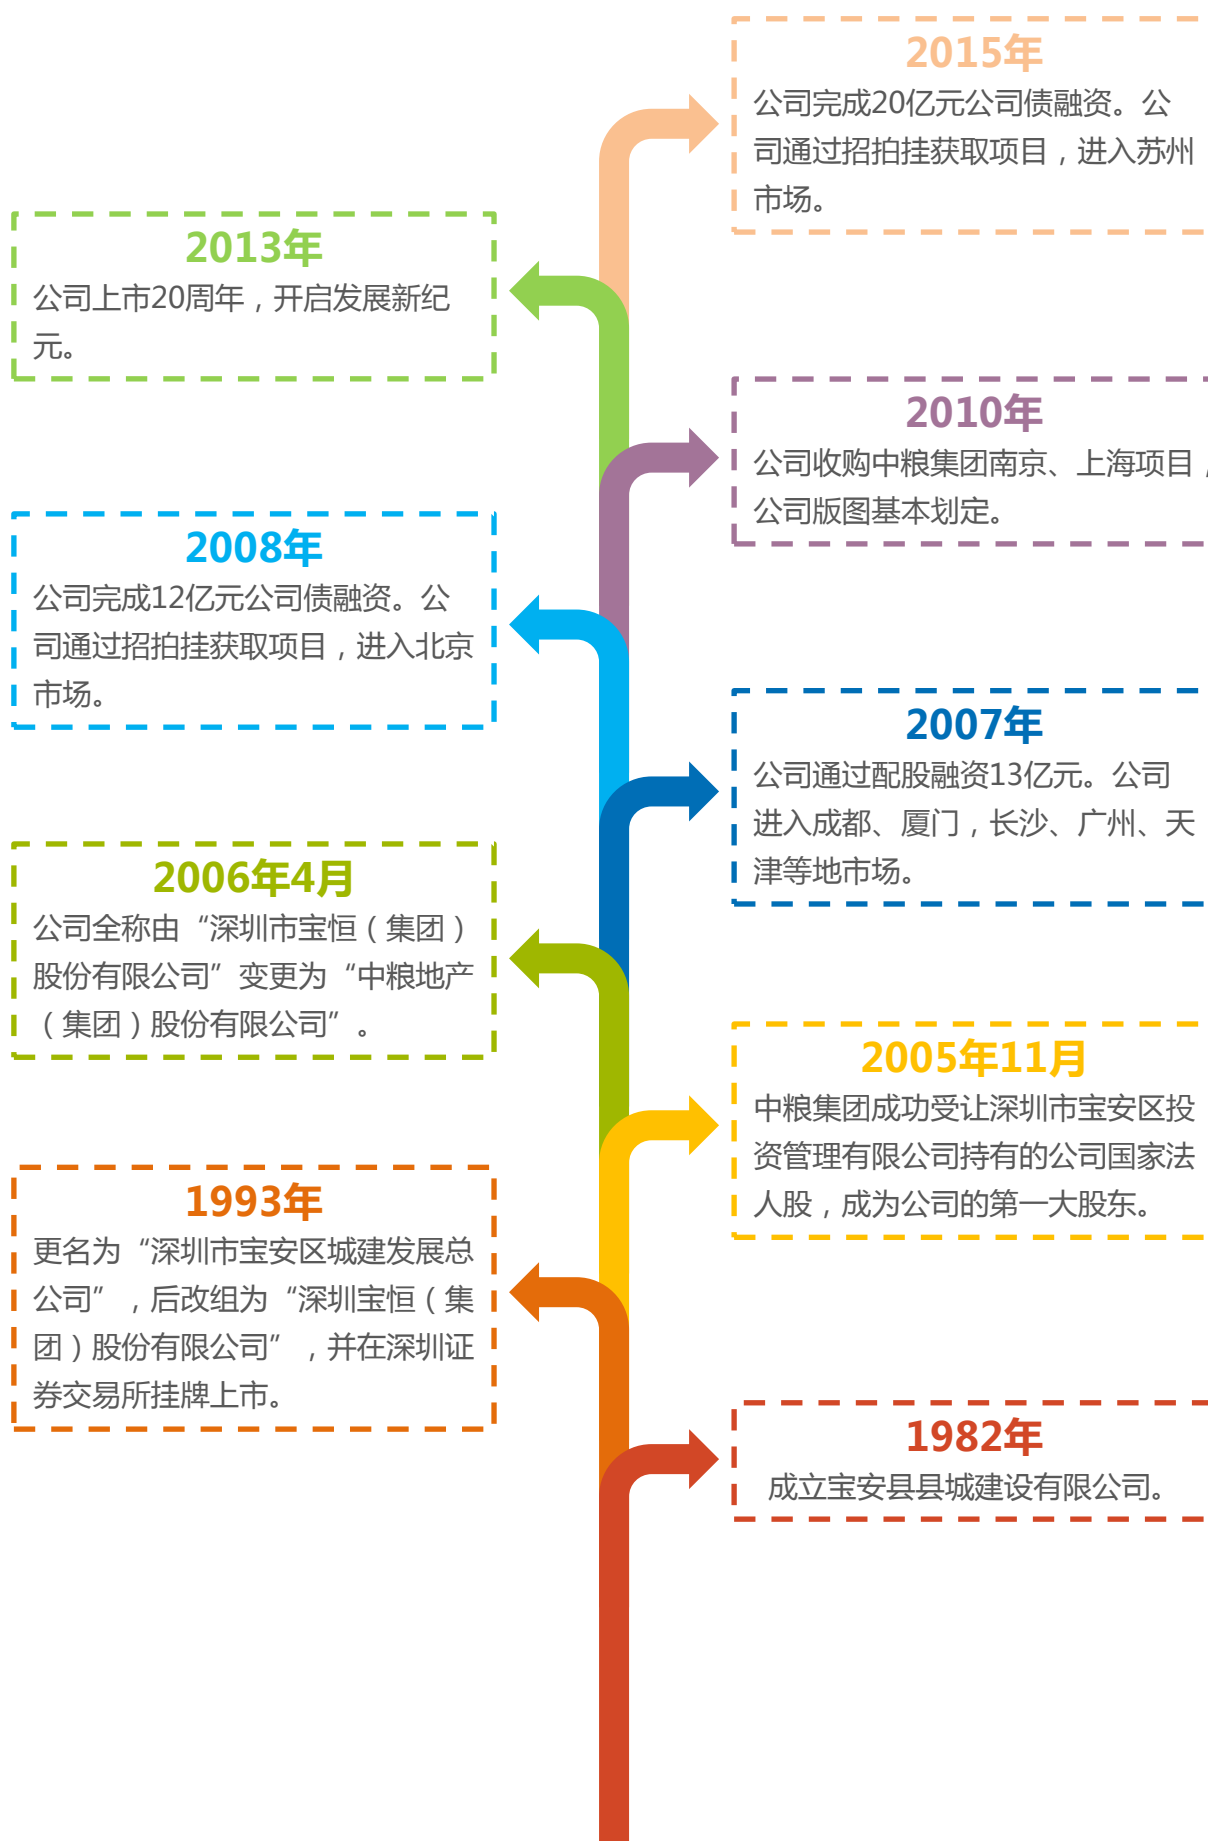 2015年
公司完成20亿元公司债融资。公
司通过招拍挂获取项目，进入苏州
市场。
2013年
公司上市20周年，开启发展新纪
元。
2010年
公司收购中粮集团南京、上海项目，
公司版图基本划定。
2008年
公司完成12亿元公司债融资。公
司通过招拍挂获取项目，进入北京
市场。
2007年
公司通过配股融资13亿元。公司
进入成都、厦门，长沙、广州、天
津等地市场。
2006年4月
公司全称由“深圳市宝恒（集团）
股份有限公司”变更为“中粮地产
（集团）股份有限公司”。
2005年11月
中粮集团成功受让深圳市宝安区投
资管理有限公司持有的公司国家法
人股，成为公司的第一大股东。
1993年
更名为“深圳市宝安区城建发展总
公司”，后改组为“深圳宝恒（集
团）股份有限公司”，并在深圳证
券交易所挂牌上市。
1982年
成立宝安县县城建设有限公司。